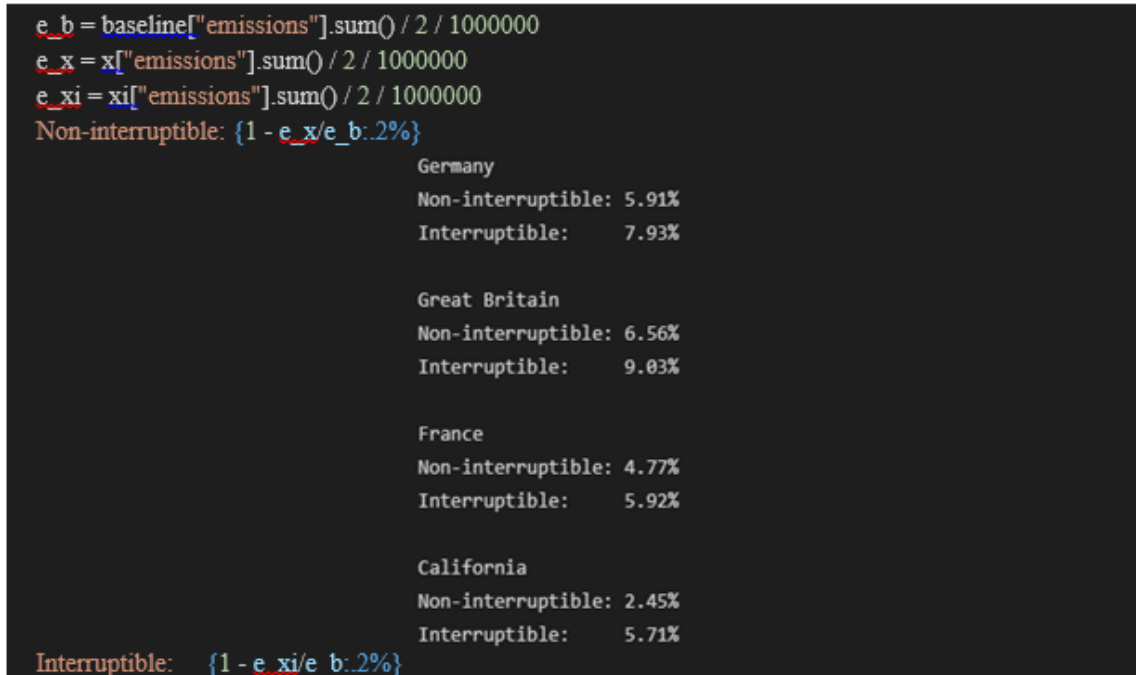 e_b = baseline["emissions"].sum() / 2 / 1000000
e_x = x["emissions"].sum() / 2 / 1000000
e_xi = xi["emissions"].sum() / 2 / 1000000
Non-interruptible: {1 - e_x/e_b:.2%}
Germany
Non-interruptible: 5.91%
Interruptible: 7.93%
Great Britain
Non-interruptible: 6.56%
Interruptible: 9.03%
France
Non-interruptible: 4.77%
Interruptible: 5.92%
California
Non-interruptible: 2.45%
Interruptible: 5.71%
Interruptible: {1 - e_xi/e_b:.2%}